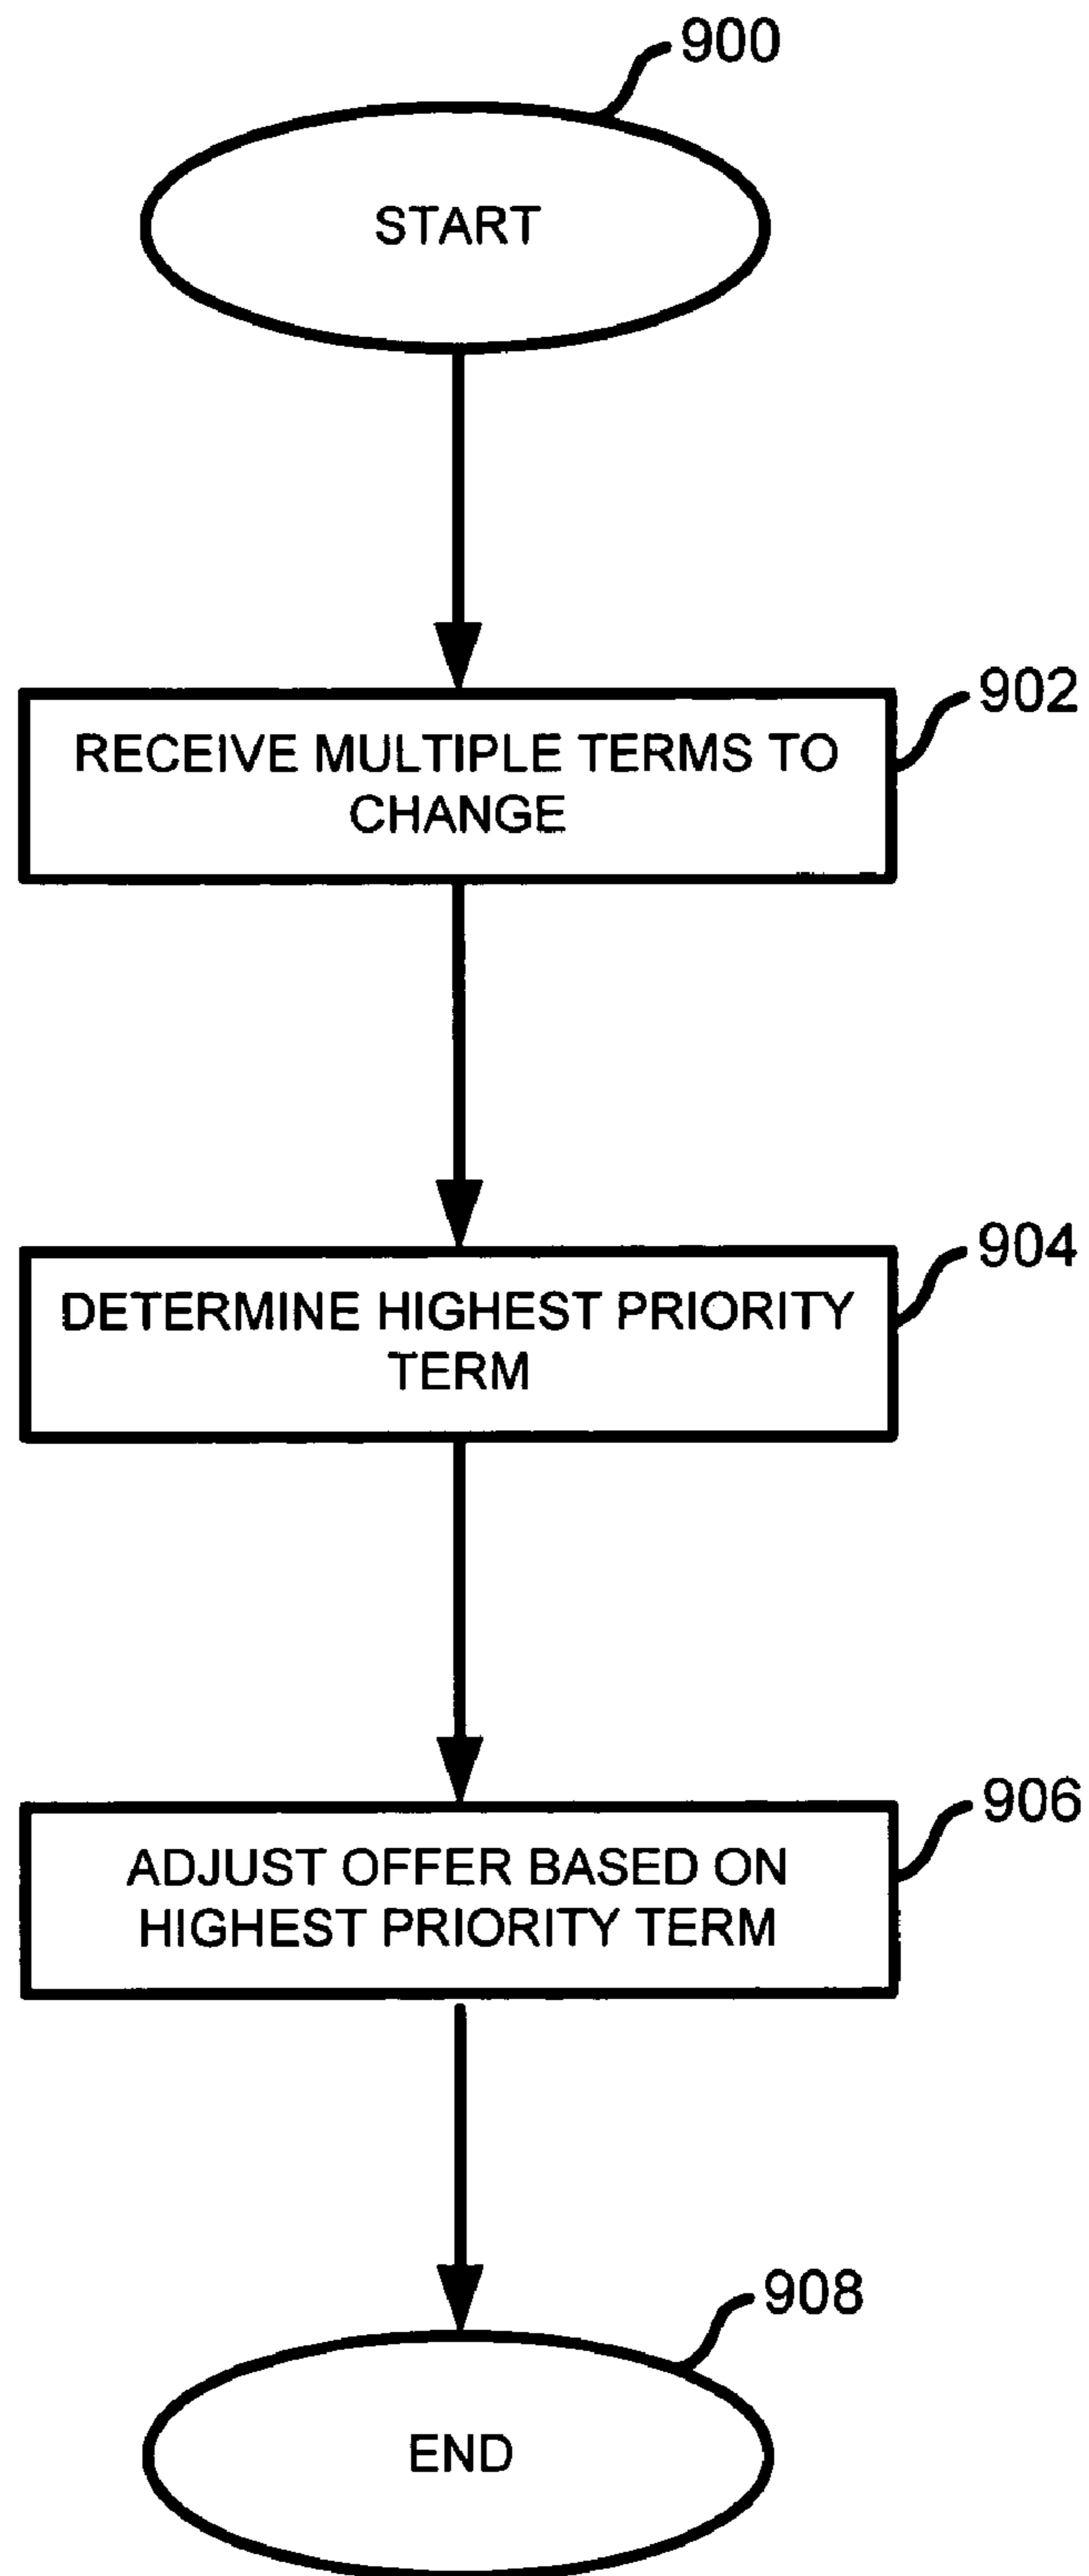 900
START
902
RECEIVE MULTIPLE TERMS TO
CHANGE
904
DETERMINE HIGHEST PRIORITY
TERM
906
ADJUST OFFER BASED ON
HIGHEST PRIORITY TERM
908
END